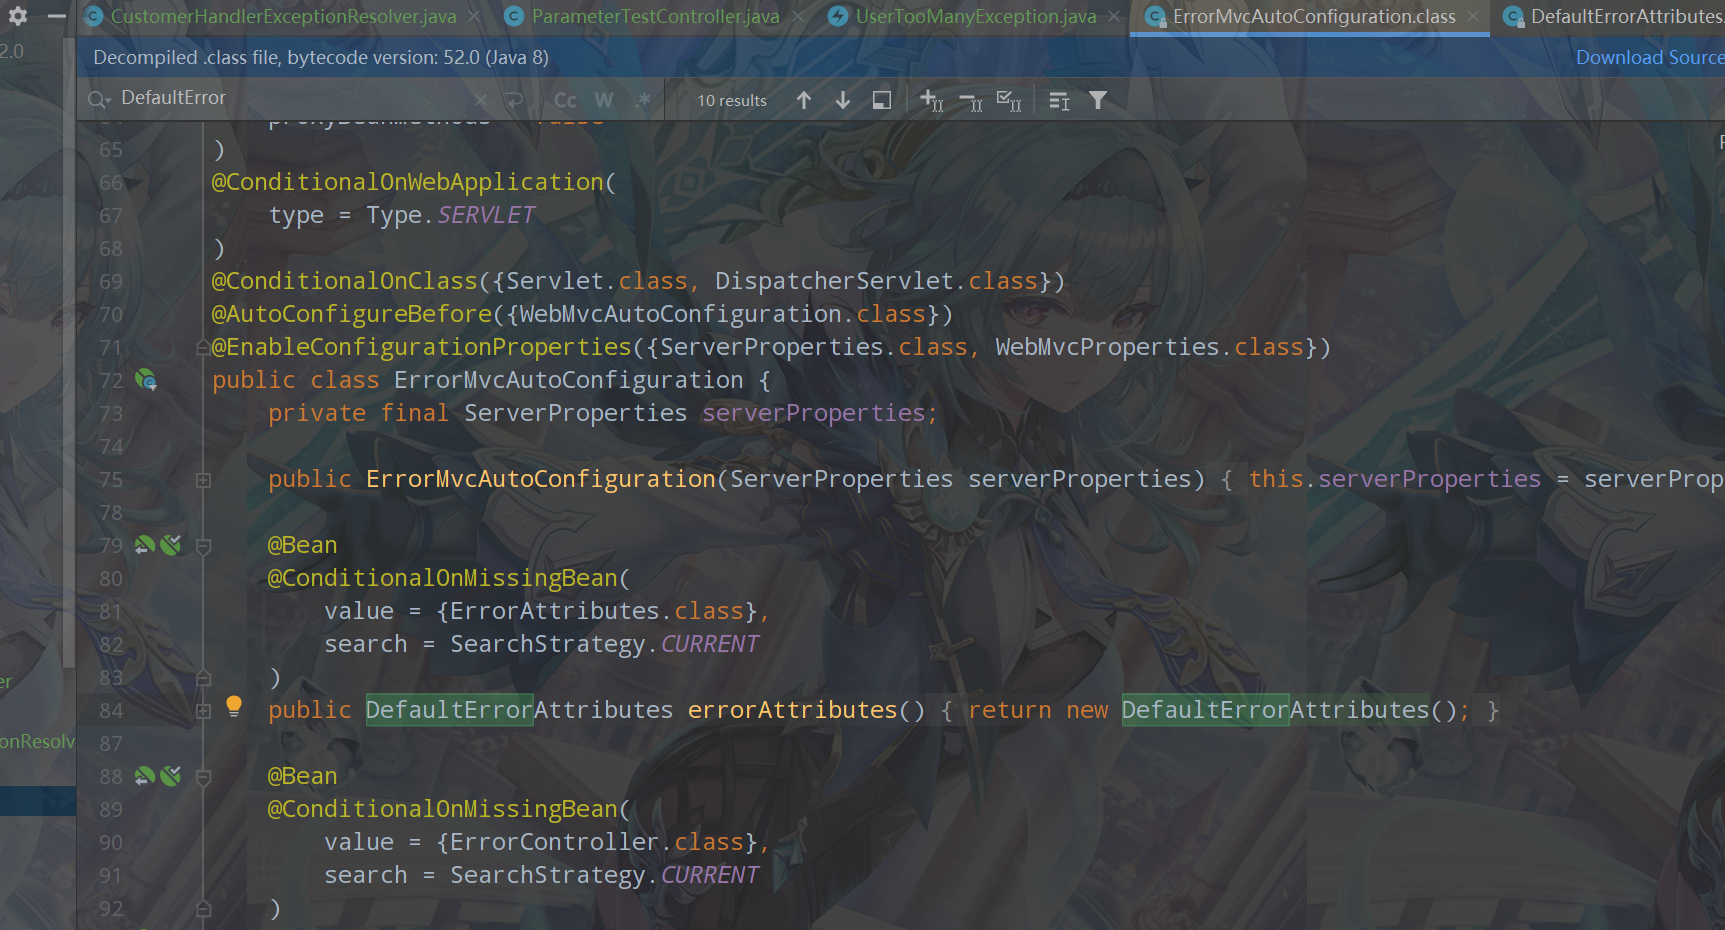 CustomerHandlerExceptionResolver.java ParameterTestController.java UserTooManyException.java ErrorMvcAutoConfiguration.class DefaultErrorAttributes.
2.0
Decompiled .class file, bytecode version: 52.0 (Java 8) Download Source
DefaultError Cc W .* 10 results
65 )
66 @ConditionalOnWebApplication(
67 type = Type.SERVLET
68 )
69 @ConditionalOnClass({Servlet.class, DispatcherServlet.class})
70 @AutoConfigureBefore({WebMvcAutoConfiguration.class})
71 @EnableConfigurationProperties({ServerProperties.class, WebMvcProperties.class})
72 public class ErrorMvcAutoConfiguration {
73 private final ServerProperties serverProperties;
74
75 public ErrorMvcAutoConfiguration(ServerProperties serverProperties) { this.serverProperties = serverProp
78
79 @Bean
80 @ConditionalOnMissingBean(
81 value = {ErrorAttributes.class},
82 search = SearchStrategy.CURRENT
83 )
er
84 public DefaultErrorAttributes errorAttributes() { return new DefaultErrorAttributes(); }
87
onResolv
88 @Bean
89 @ConditionalOnMissingBean(
90 value = {ErrorController.class},
91 search = SearchStrategy.CURRENT
92 )